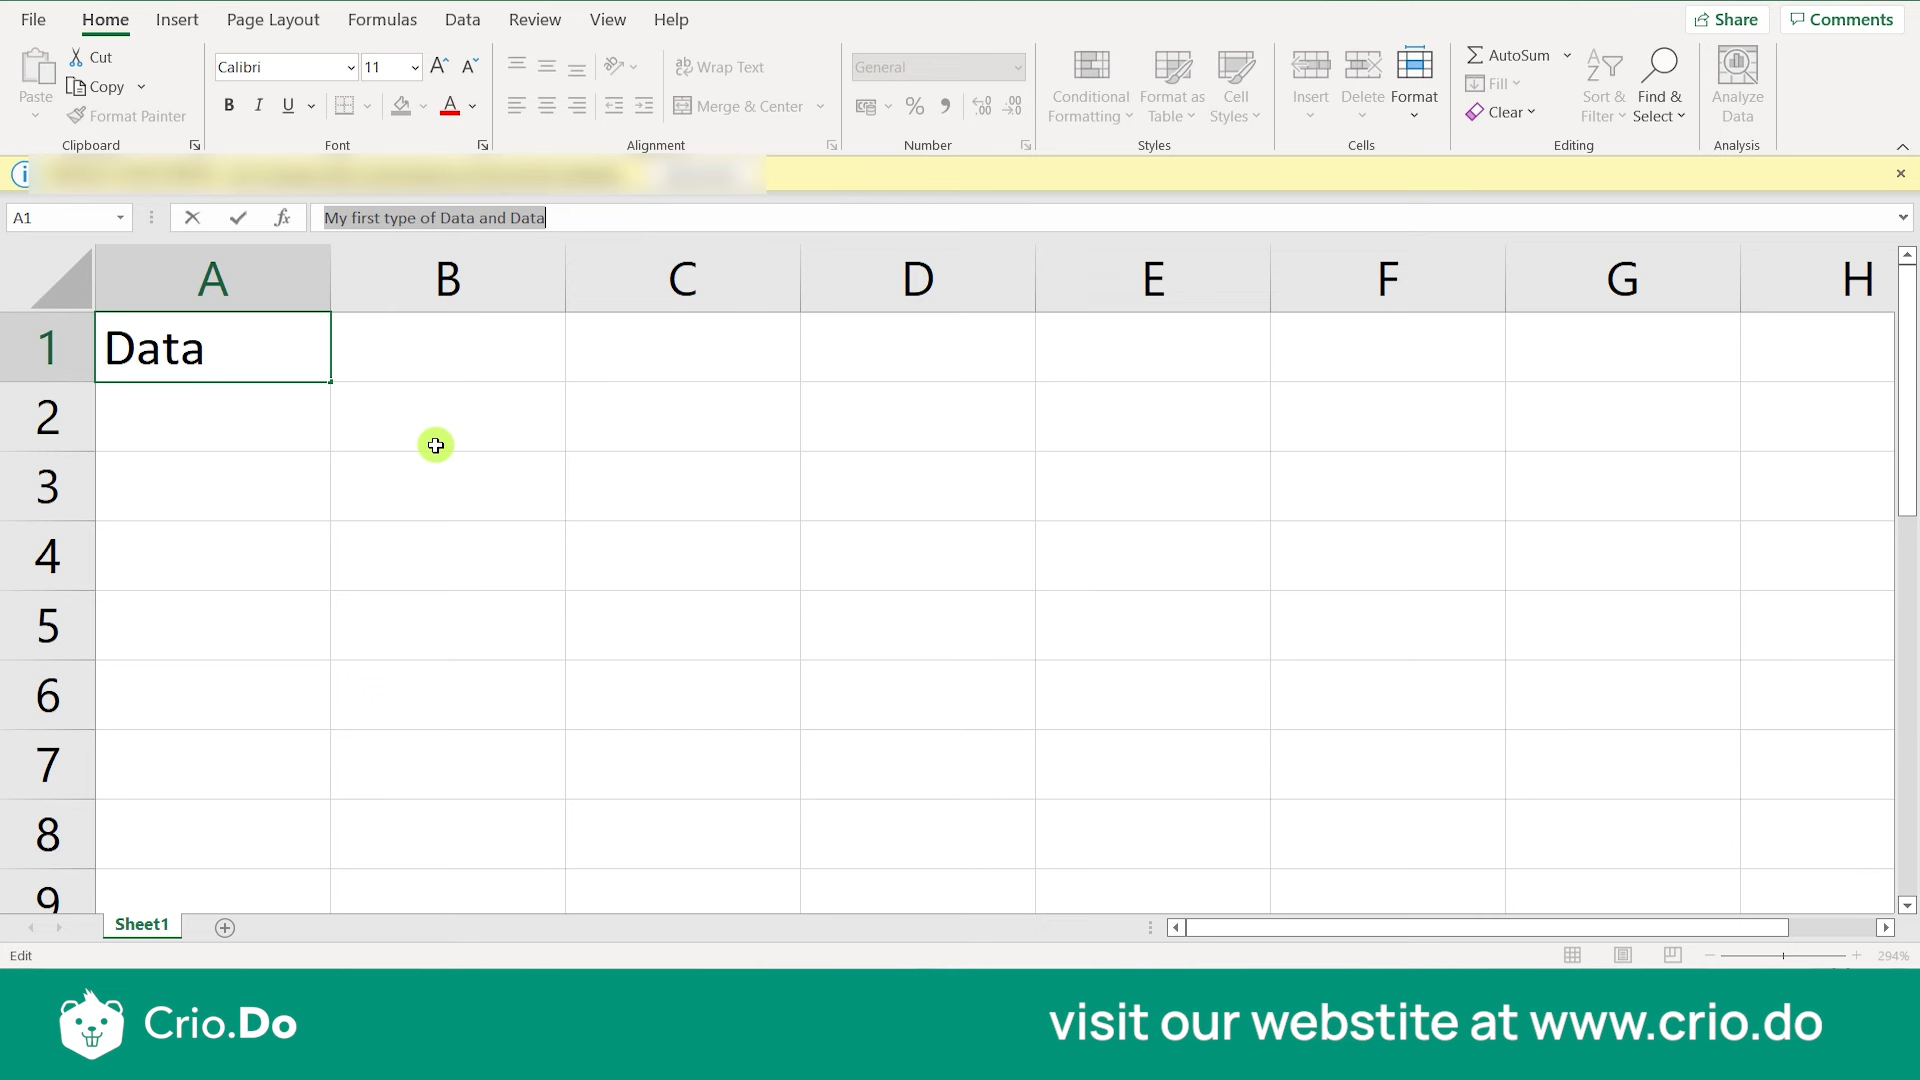 File Home Insert Page Layout Formulas Data Review View Help Share Comments
Paste Cut Copy Format Painter Clipboard
Calibri 11 B I U A Font
ab Wrap Text Merge & Center Alignment
General % Number
Conditional Formatting Format as Table Cell Styles Styles
Insert Delete Format Cells
AutoSum Fill Clear Sort & Filter Find & Select Editing
Analyze Data Analysis
A1 fx My first type of Data and Data
A B C D E F G H
1 Data
2
3
4
5
6
7
8
9
Sheet1
Edit 294%
Crio.Do visit our webstite at www.crio.do